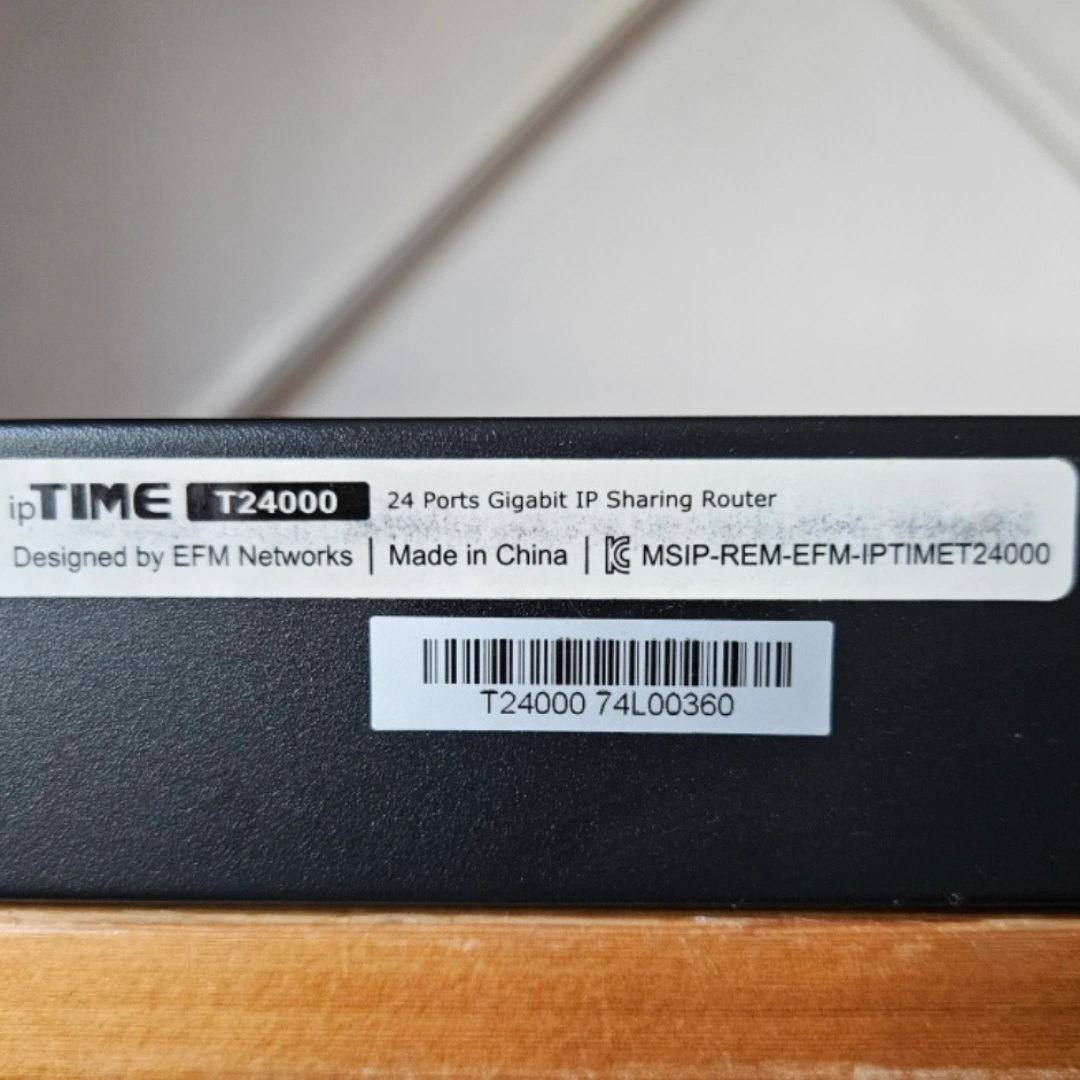 ipTIME T24000 24 Ports Gigabit IP Sharing Router
Designed by EFM Networks | Made in China | MSIP-REM-EFM-IPTIMET24000
T24000 74L00360